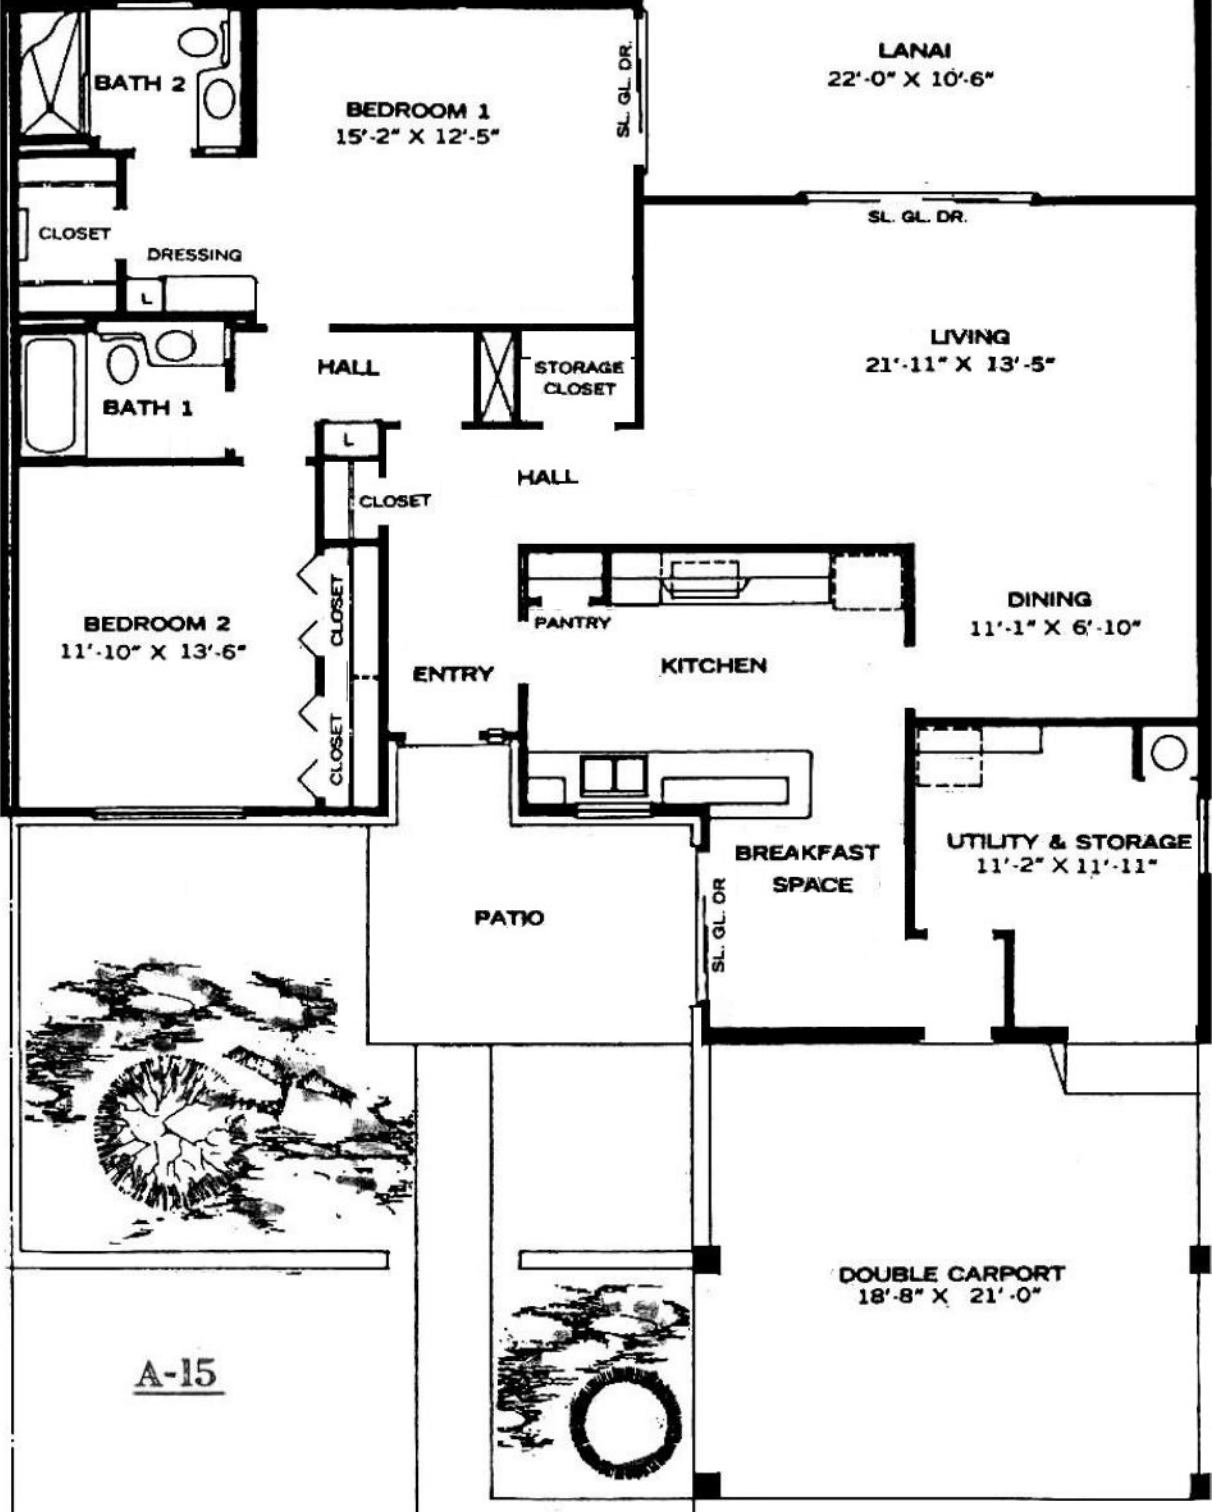 LANAI
22'-0" X 10'-6"
SL. GL. DR.
BATH 2
BEDROOM 1
15'-2" X 12'-5"
SL. GL. DR.
CLOSET
DRESSING
L
LIVING
21'-11" X 13'-5"
HALL
STORAGE
CLOSET
BATH 1
L
HALL
CLOSET
DINING
11'-1" X 6'-10"
BEDROOM 2
11'-10" X 13'-6"
CLOSET
PANTRY
KITCHEN
ENTRY
CLOSET
UTILITY & STORAGE
11'-2" X 11'-11"
BREAKFAST
SPACE
SL. GL. DR
PATIO
DOUBLE CARPORT
18'-8" X 21'-0"
A-15